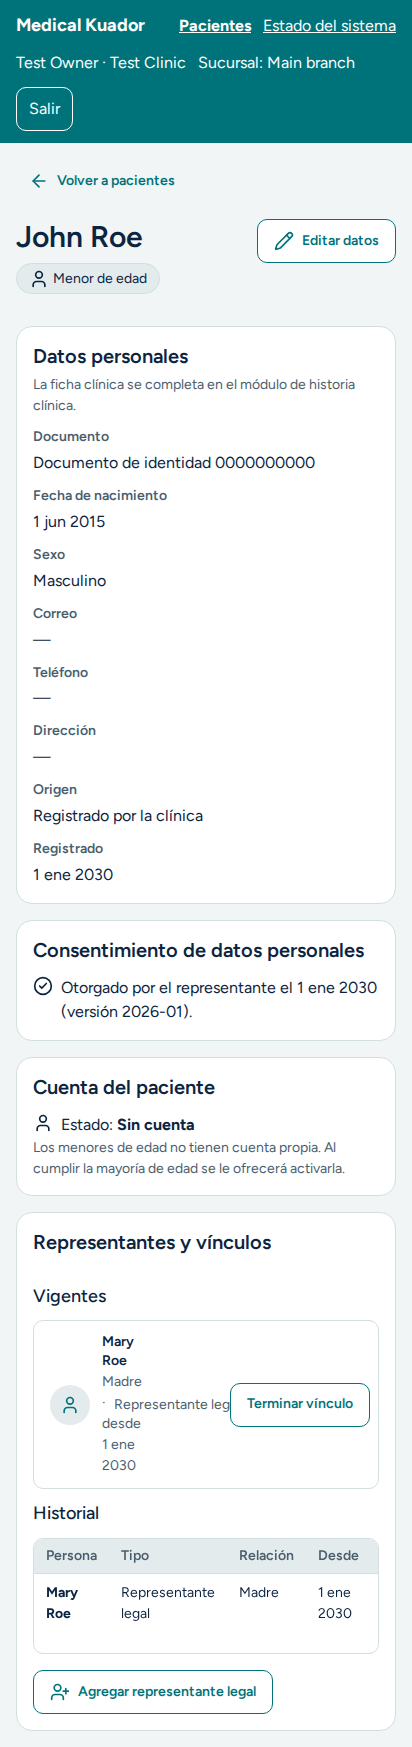 Medical Kuador Pacientes Estado del sistema
Test Owner · Test Clinic Sucursal: Main branch
Salir
Volver a pacientes
John Roe
Editar datos
Menor de edad
Datos personales
La ficha clínica se completa en el módulo de historia
clínica.
Documento
Documento de identidad 0000000000
Fecha de nacimiento
1 jun 2015
Sexo
Masculino
Correo
—
Teléfono
—
Dirección
—
Origen
Registrado por la clínica
Registrado
1 ene 2030
Consentimiento de datos personales
Otorgado por el representante el 1 ene 2030
(versión 2026-01).
Cuenta del paciente
Estado: Sin cuenta
Los menores de edad no tienen cuenta propia. Al
cumplir la mayoría de edad se le ofrecerá activarla.
Representantes y vínculos
Vigentes
Mary
Roe
Madre
· Representante leg
desde
1 ene
2030
Terminar vínculo
Historial
Persona Tipo Relación Desde
Mary Representante Madre 1 ene
Roe legal 2030
Agregar representante legal